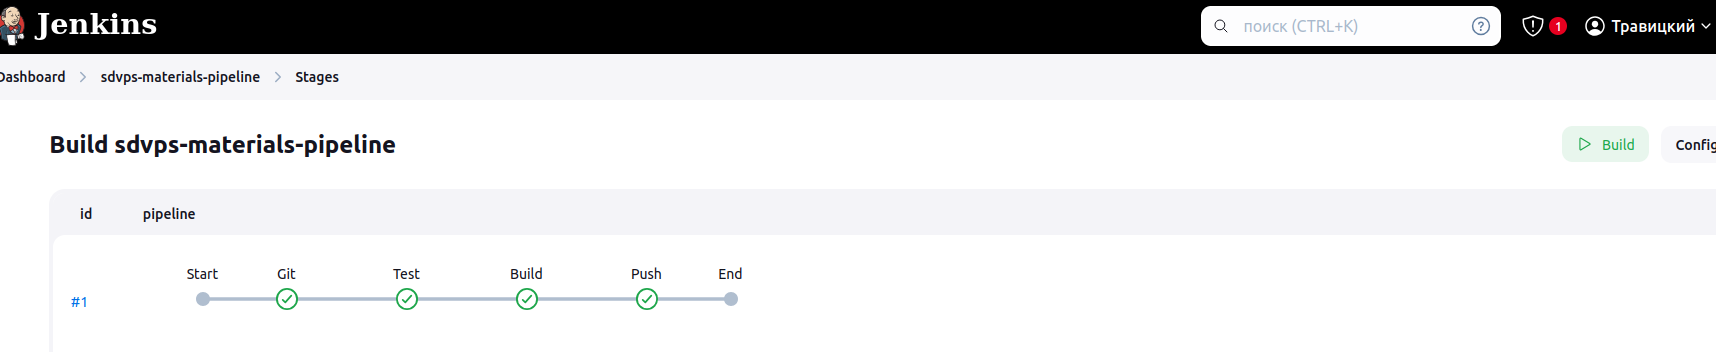 Jenkins
поиск (CTRL+K)
1
Травицкий
Dashboard > sdvps-materials-pipeline > Stages
Build sdvps-materials-pipeline
Build
Config
id pipeline
Start Git Test Build Push End
#1